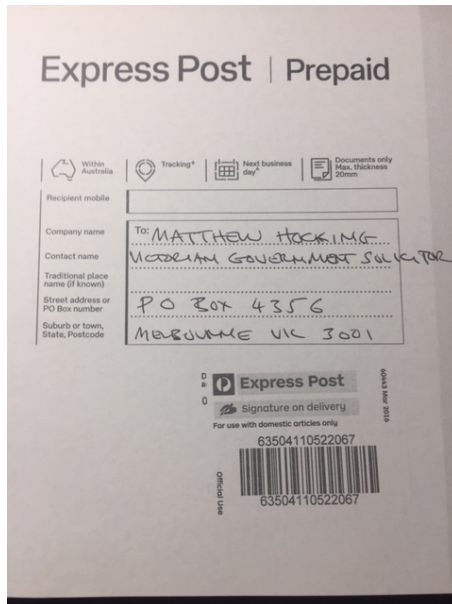 Express Post | Prepaid
Within Australia
Tracking+
Next business day^
Documents only Max. thickness 20mm
Recipient mobile
Company name To: MATTHEW HOCKING
Contact name VICTORIAN GOVERNMENT SOLICITOR
Traditional place name (if known)
Street address or PO Box number PO BOX 4356
Suburb or town, State, Postcode MELBOURNE VIC 3001
Express Post
Signature on delivery
For use with domestic articles only
63504110522067
63504110522067
Official Use